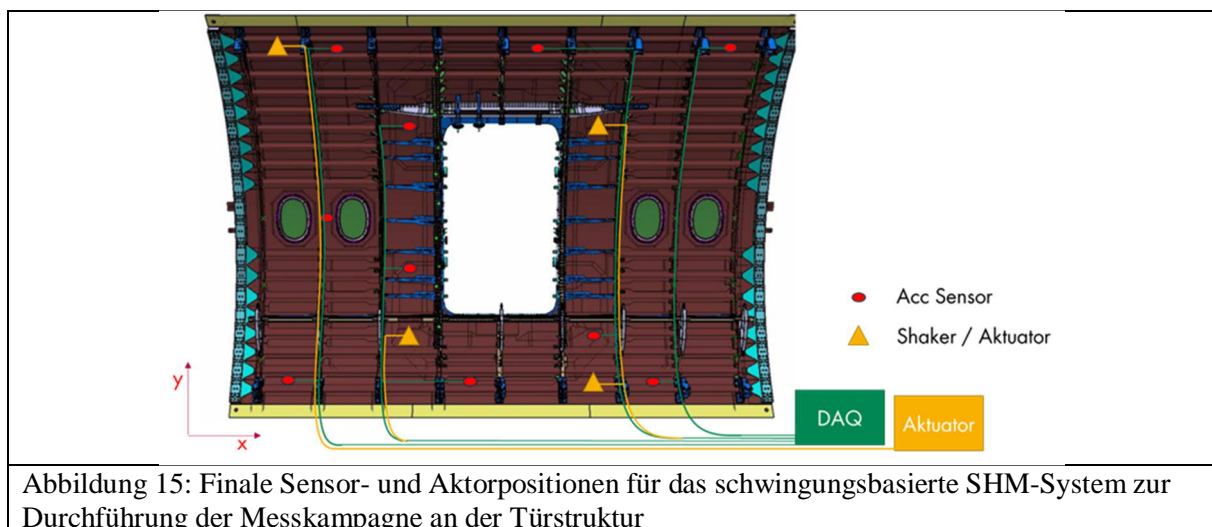 Acc Sensor
Shaker / Aktuator
y
x
DAQ
Aktuator
Abbildung 15: Finale Sensor- und Aktorpositionen für das schwingungsbasierte SHM-System zur
Durchführung der Messkampagne an der Türstruktur